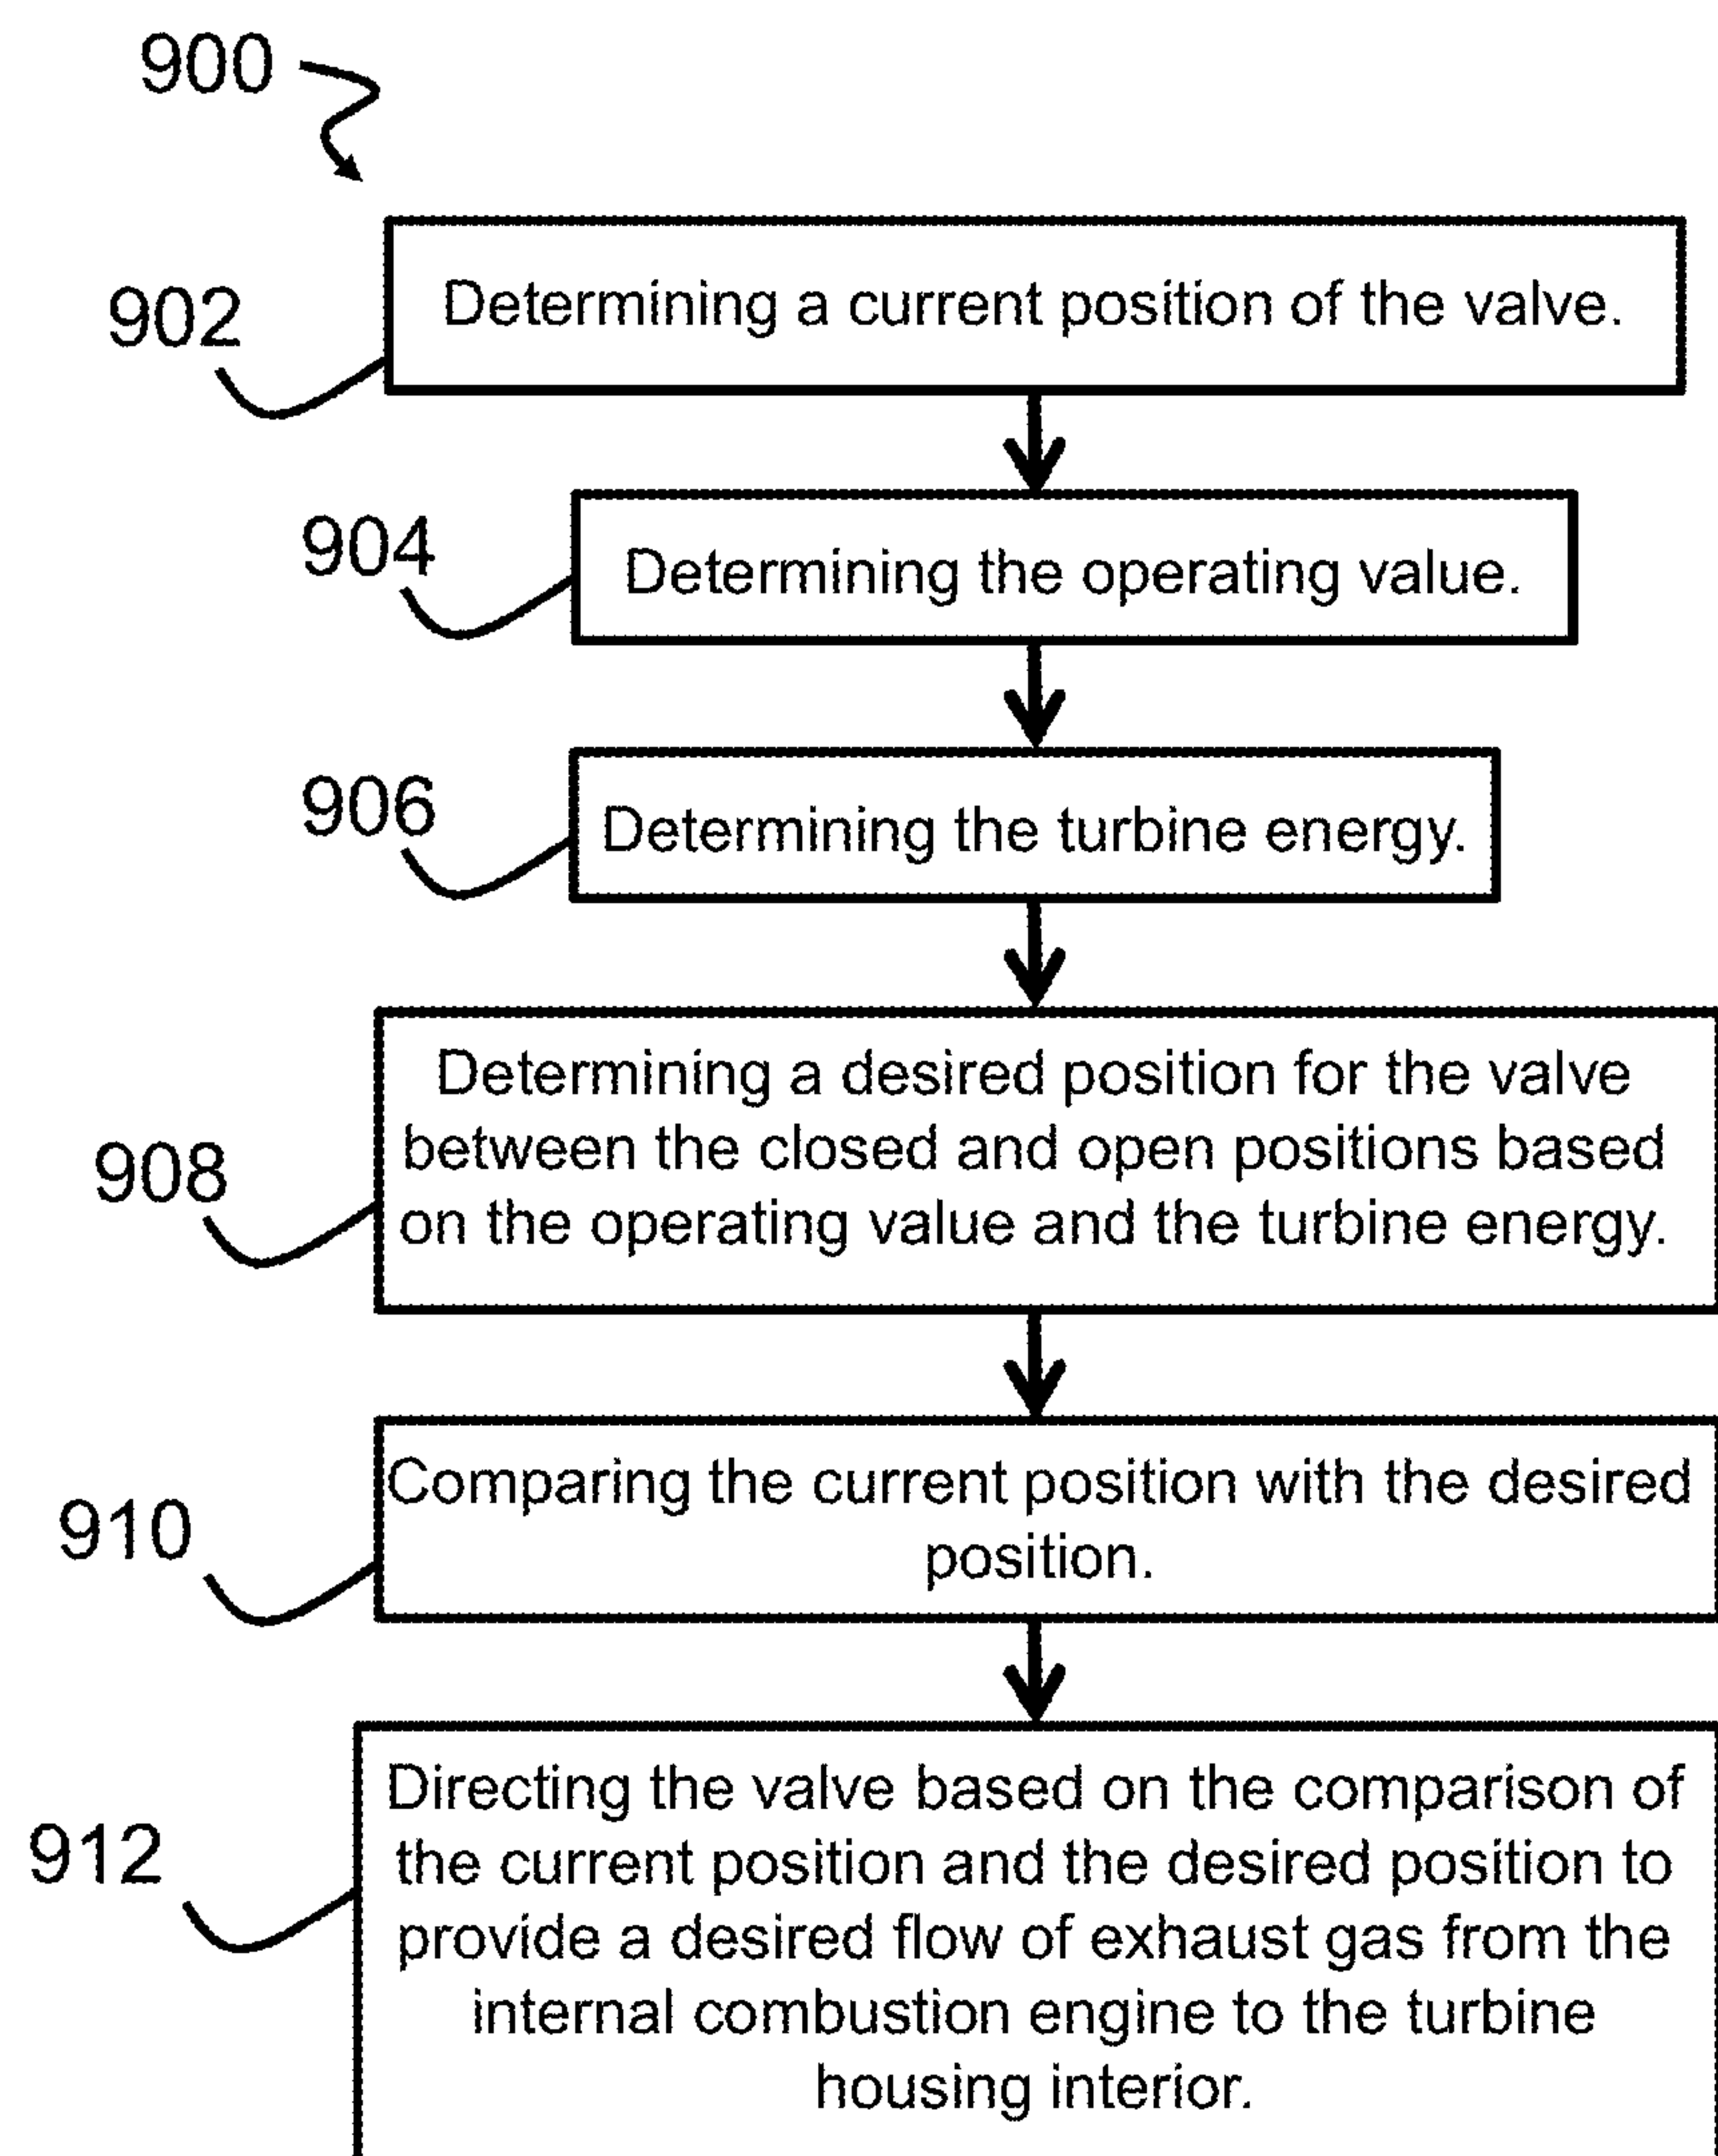 900
902
Determining a current position of the valve.
904
Determining the operating value.
906
Determining the turbine energy.
908
Determining a desired position for the valve
between the closed and open positions based
on the operating value and the turbine energy.
910
Comparing the current position with the desired
position.
912
Directing the valve based on the comparison of
the current position and the desired position to
provide a desired flow of exhaust gas from the
internal combustion engine to the turbine
housing interior.